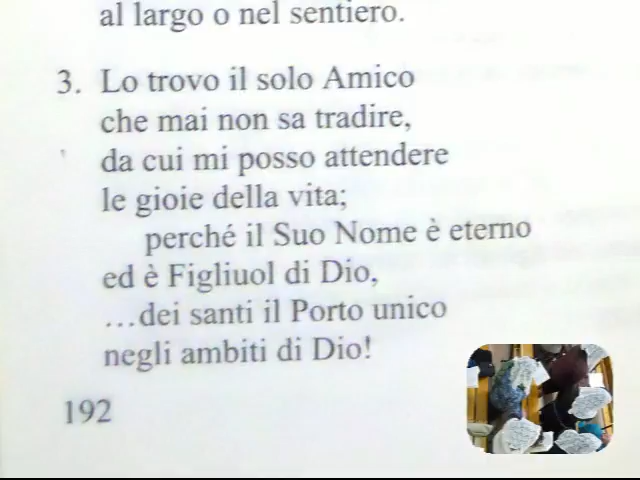 al largo o nel sentiero.
3. Lo trovo il solo Amico
che mai non sa tradire,
da cui mi posso attendere
le gioie della vita;
perché il Suo Nome è eterno
ed è Figliuol di Dio,
...dei santi il Porto unico
negli ambiti di Dio!
192